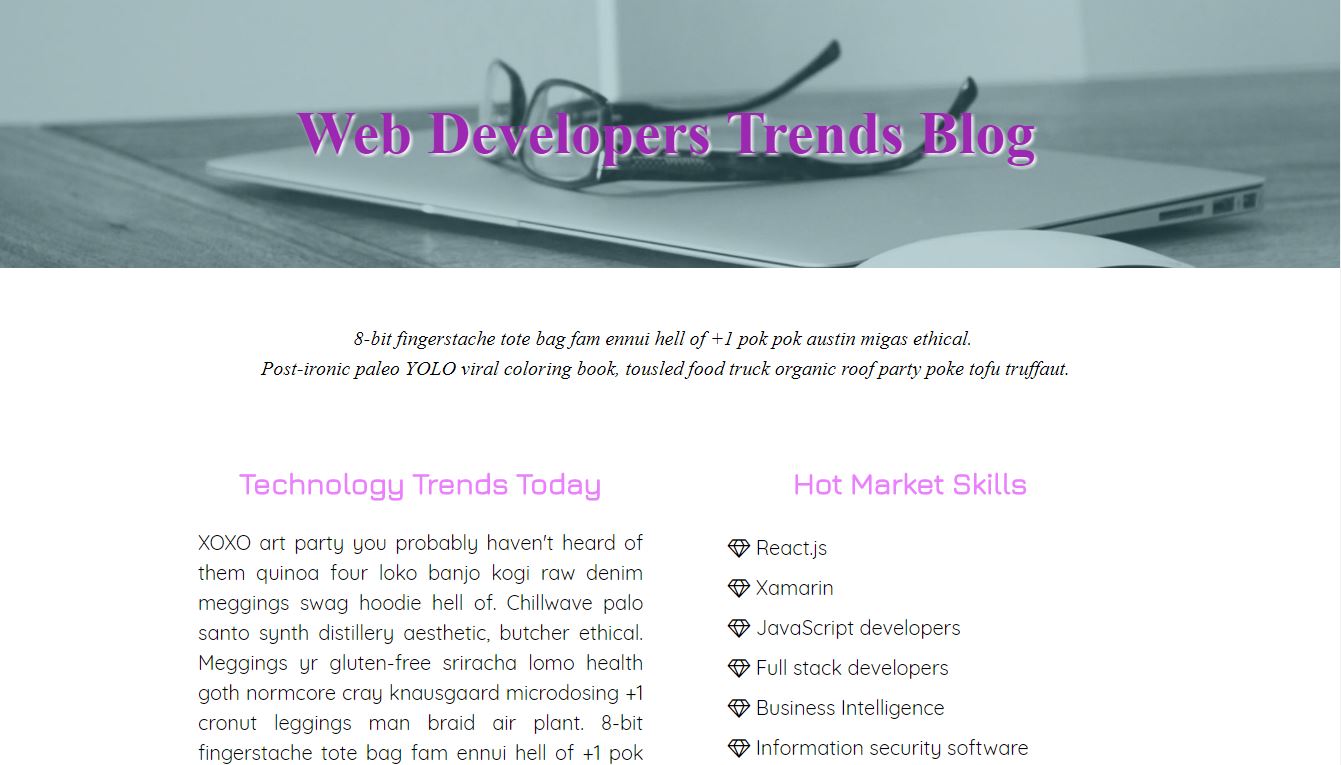 Web Developers Trends Blog
8-bit fingerstache tote bag fam ennui hell of +1 pok pok austin migas ethical.
Post-ironic paleo YOLO viral coloring book, tousled food truck organic roof party poke tofu truffaut.
Technology Trends Today
XOXO art party you probably haven't heard of
them quinoa four loko banjo kogi raw denim
meggings swag hoodie hell of. Chillwave palo
santo synth distillery aesthetic, butcher ethical.
Meggings yr gluten-free sriracha lomo health
goth normcore cray knausgaard microdosing +1
cronut leggings man braid air plant. 8-bit
fingerstache tote bag fam ennui hell of +1 pok
Hot Market Skills
React.js
Xamarin
JavaScript developers
Full stack developers
Business Intelligence
Information security software